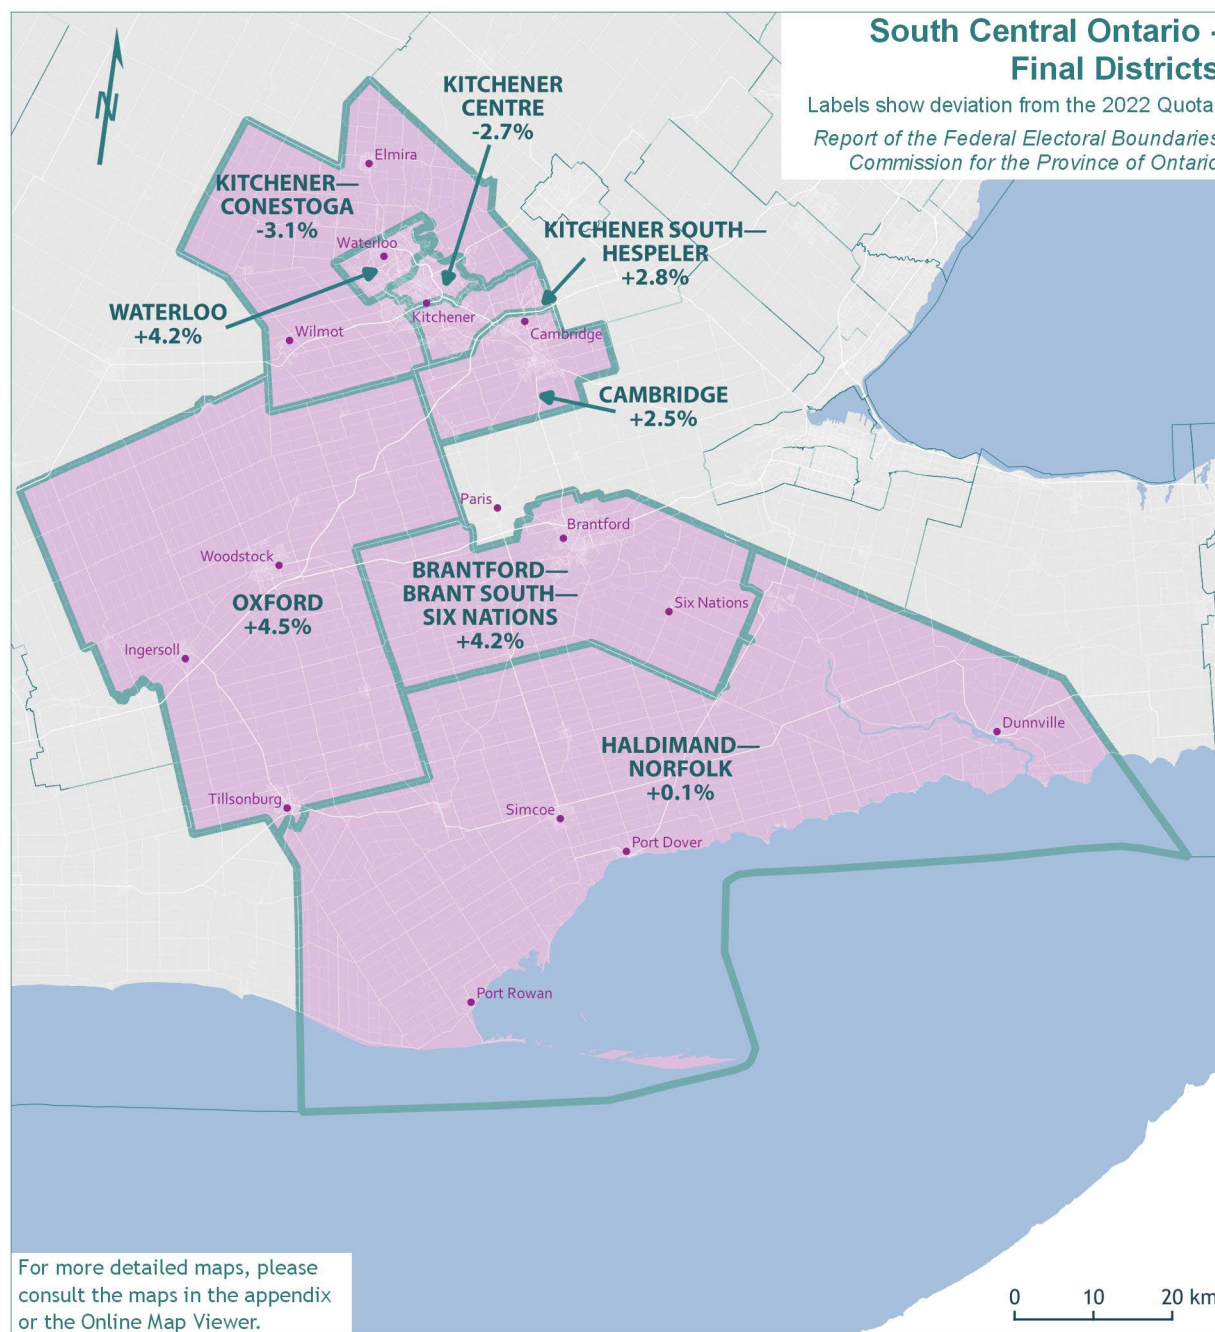 South Central Ontario -
Final Districts
Labels show deviation from the 2022 Quota
Report of the Federal Electoral Boundaries
Commission for the Province of Ontario
N
KITCHENER
CENTRE
-2.7%
Elmira
KITCHENER—
CONESTOGA
-3.1%
KITCHENER SOUTH—
HESPELER
+2.8%
Waterloo
WATERLOO
+4.2%
Kitchener
Wilmot
Cambridge
CAMBRIDGE
+2.5%
Paris
Brantford
Woodstock
BRANTFORD—
BRANT SOUTH—
SIX NATIONS
+4.2%
OXFORD
+4.5%
Six Nations
Ingersoll
Dunnville
HALDIMAND—
NORFOLK
+0.1%
Tillsonburg
Simcoe
Port Dover
Port Rowan
For more detailed maps, please
consult the maps in the appendix
or the Online Map Viewer.
0 10 20 km